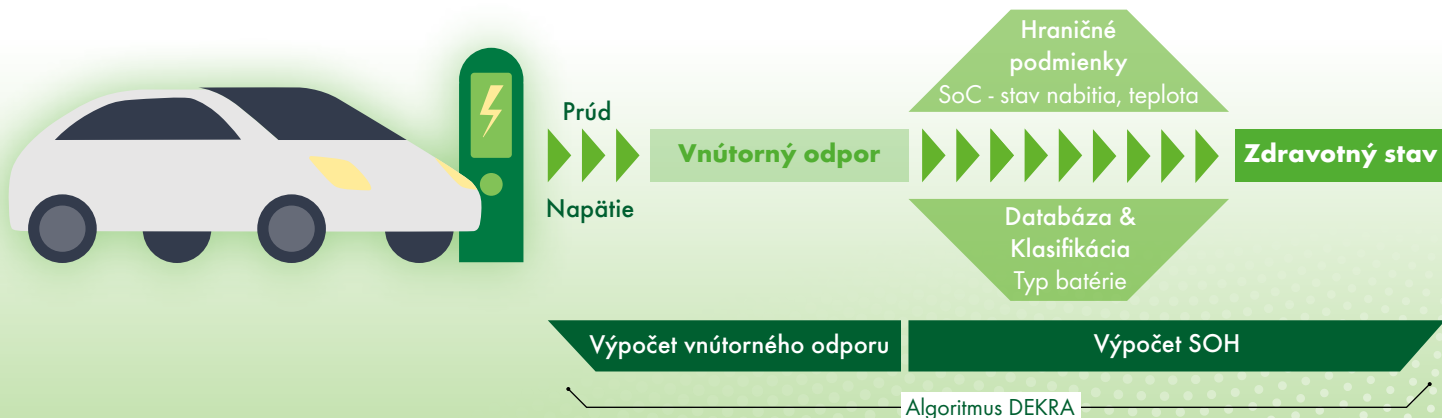 Prúd
Napätie
Vnútorný odpor
Hraničné
podmienky
SoC - stav nabitia, teplota
Databáza &
Klasifikácia
Typ batérie
Zdravotný stav
Výpočet vnútorného odporu
Výpočet SOH
Algoritmus DEKRA